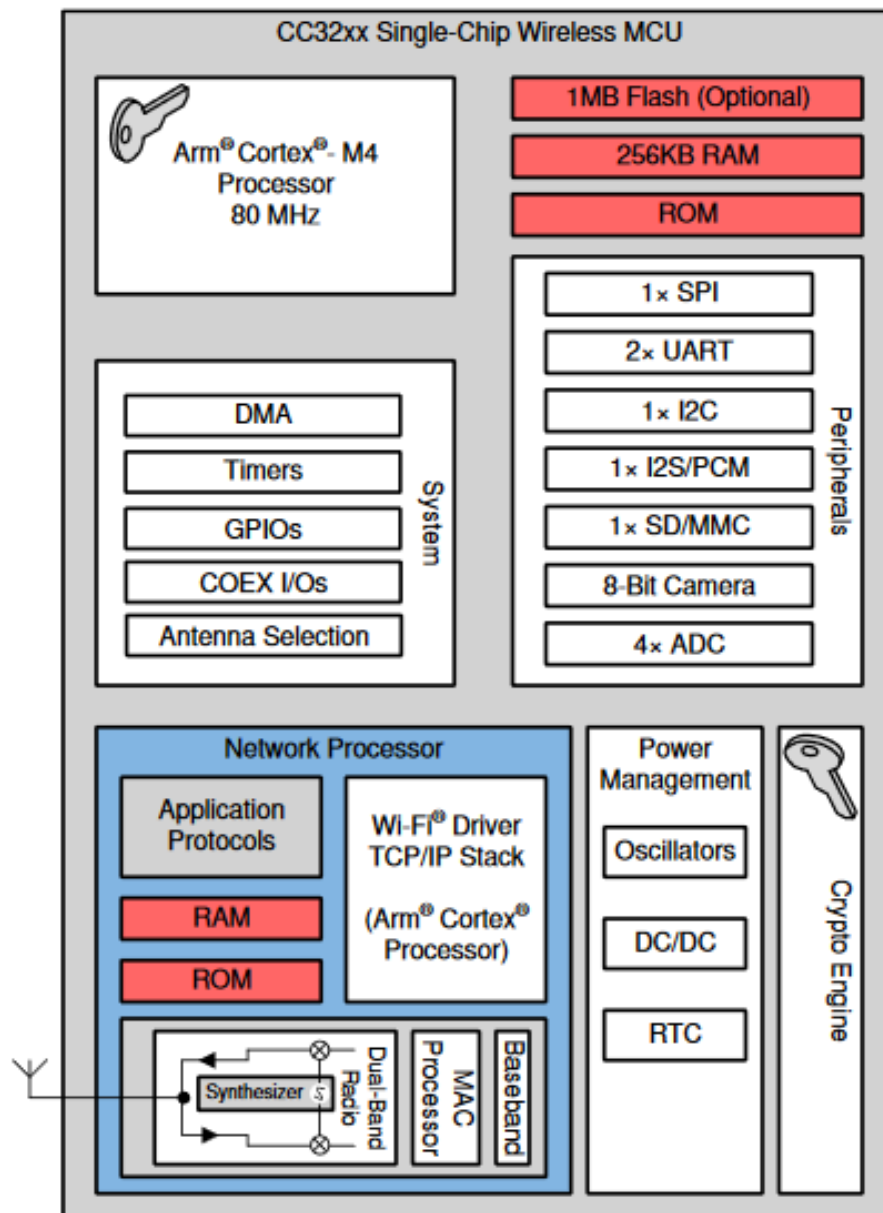 CC32xx Single-Chip Wireless MCU
Arm® Cortex®- M4
Processor
80 MHz
1MB Flash (Optional)
256KB RAM
ROM
1× SPI
2× UART
1× I2C
1× I2S/PCM
1× SD/MMC
8-Bit Camera
4× ADC
Peripherals
DMA
Timers
GPIOs
COEX I/Os
Antenna Selection
System
Network Processor
Application
Protocols
RAM
ROM
Wi-Fi® Driver
TCP/IP Stack
(Arm® Cortex®
Processor)
Synthesizer
Dual-Band
Radio
MAC
Processor
Baseband
Power
Management
Oscillators
DC/DC
RTC
Crypto Engine